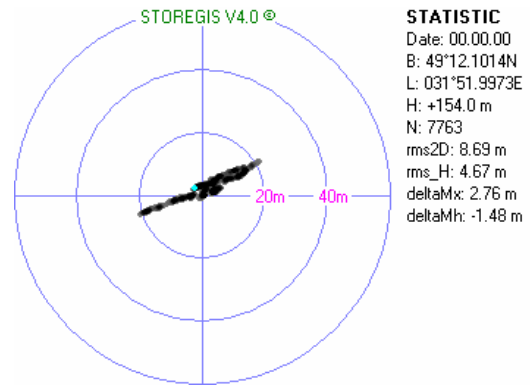 STOREGIS V4.0 ©
20m
40m
STATISTIC
Date: 00.00.00
B: 49°12.1014N
L: 031°51.9973E
H: +154.0 m
N: 7763
rms2D: 8.69 m
rms_H: 4.67 m
deltaMx: 2.76 m
deltaMh: -1.48 m